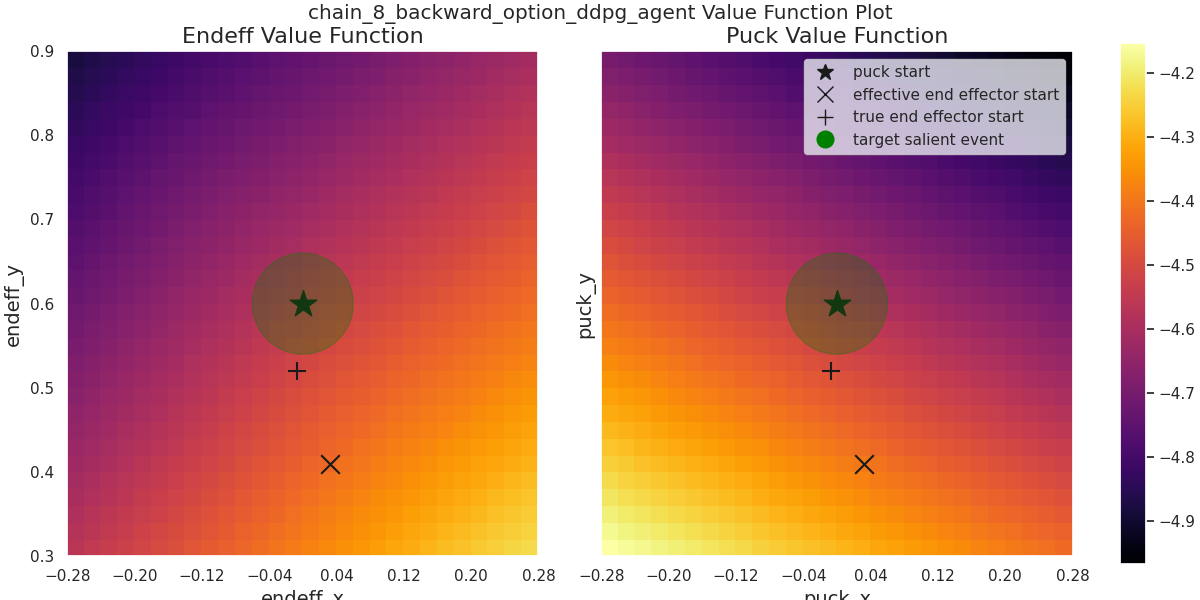 chain_8_backward_option_ddpg_agent Value Function Plot
Endeff Value Function
Puck Value Function
puck start
effective end effector start
true end effector start
target salient event
endeff_y
0.9
0.8
0.7
0.6
0.5
0.4
0.3
−0.28 −0.20 −0.12 −0.04 0.04 0.12 0.20 0.28
endeff_x
puck_y
−0.28 −0.20 −0.12 −0.04 0.04 0.12 0.20 0.28
puck_x
−4.2
−4.3
−4.4
−4.5
−4.6
−4.7
−4.8
−4.9